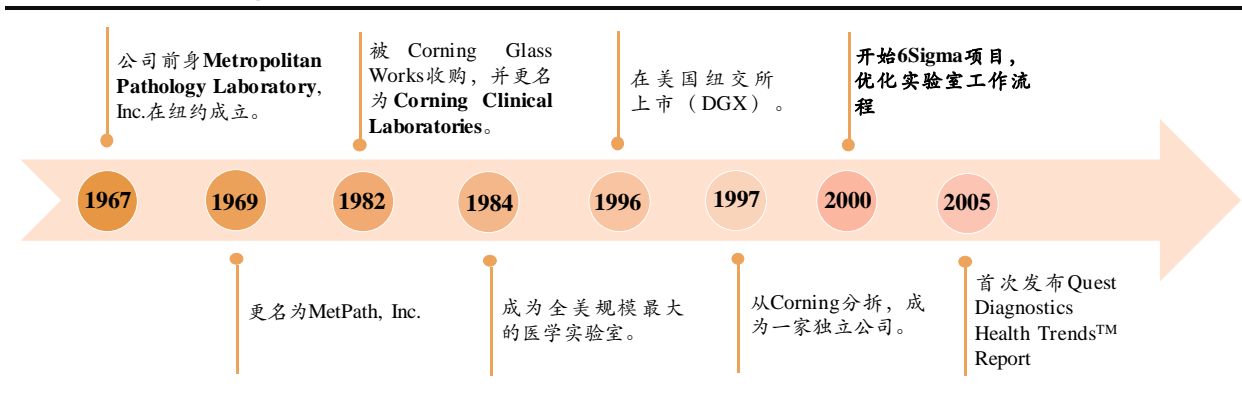 公司前身Metropolitan
Pathology Laboratory,
Inc.在纽约成立。
被 Corning Glass
Works收购，并更名
为Corning Clinical
Laboratories。
在美国纽交所
上市（DGX）。
开始6Sigma项目，
优化实验室工作流
程
1967
1969
1982
1984
1996
1997
2000
2005
更名为MetPath, Inc.
成为全美规模最大
的医学实验室。
从Corning分拆，成
为一家独立公司。
首次发布Quest
Diagnostics
Health Trends™
Report